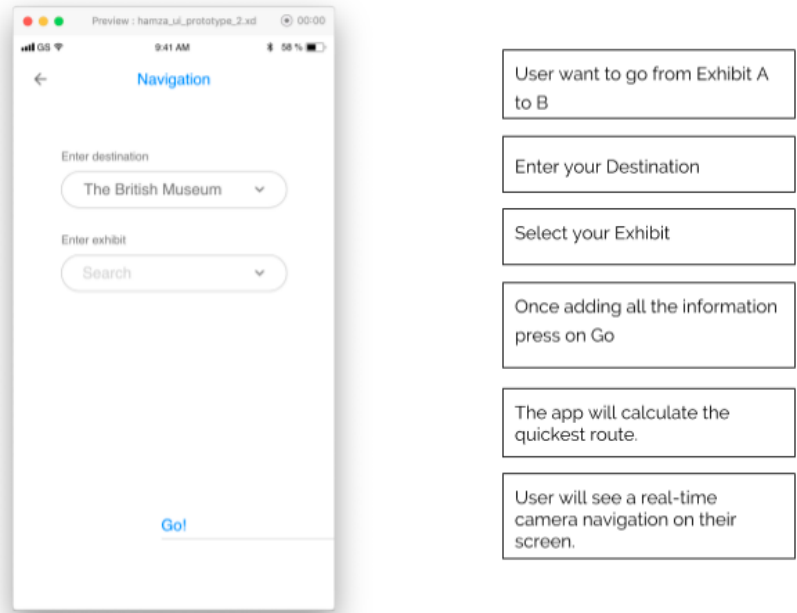 Preview : hamza_ui_prototype_2.xd 00:00
GS 9:41 AM 58 %
Navigation
Enter destination
The British Museum
Enter exhibit
Search
Go!
User want to go from Exhibit A
to B
Enter your Destination
Select your Exhibit
Once adding all the information
press on Go
The app will calculate the
quickest route.
User will see a real-time
camera navigation on their
screen.